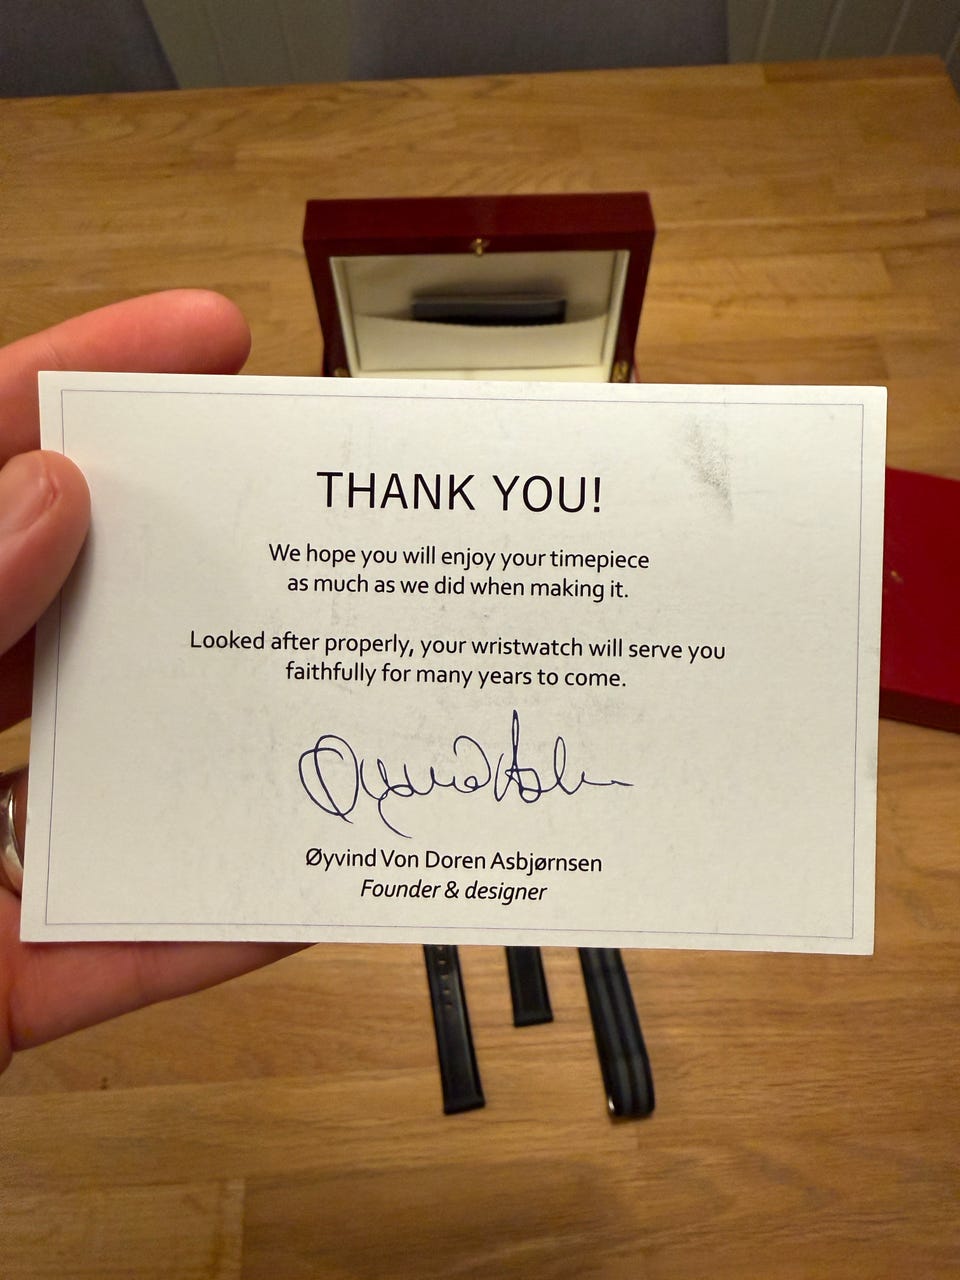 THANK YOU!
We hope you will enjoy your timepiece
as much as we did when making it.
Looked after properly, your wristwatch will serve you
faithfully for many years to come.
Øyvind Von Doren Asbjørnsen
Founder & designer